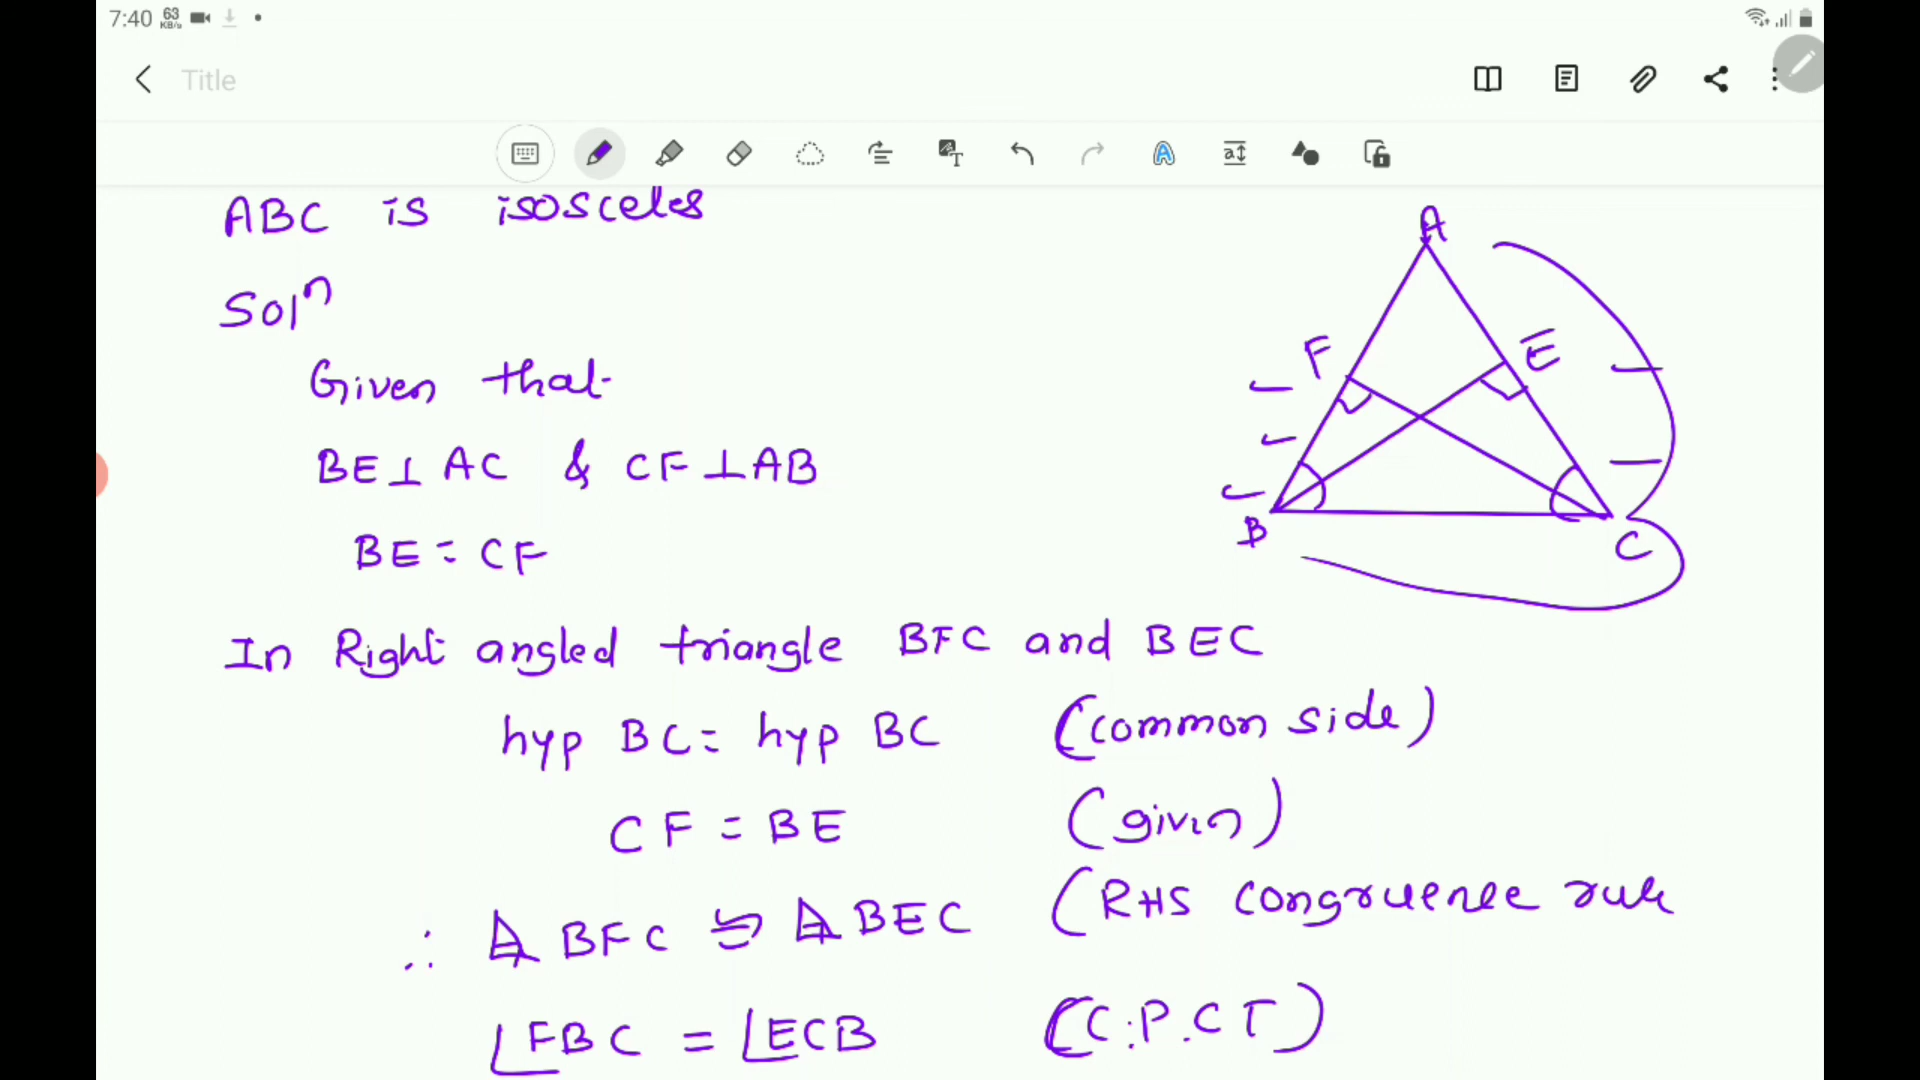 7:40 63 KB/s
Title
ABC is isosceles
Solⁿ
Given that
BE ⊥ AC & CF ⊥ AB
BE = CF
In Right angled triangle BFC and BEC
hyp BC = hyp BC (common side)
CF = BE (given)
∴ △ BFC ≌ △ BEC (RHS congruence rule
∠FBC = ∠ECB (C.P.C T)
A
F
E
B
C